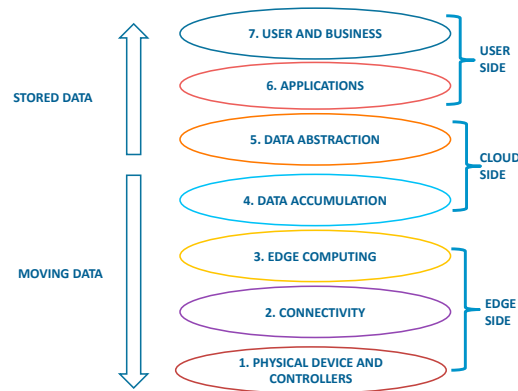 7. USER AND BUSINESS
USER
SIDE
6. APPLICATIONS
STORED DATA
5. DATA ABSTRACTION
CLOUD
SIDE
4. DATA ACCUMULATION
3. EDGE COMPUTING
MOVING DATA
2. CONNECTIVITY
EDGE
SIDE
1. PHYSICAL DEVICE AND
CONTROLLERS